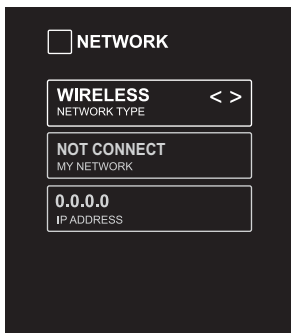 NETWORK
WIRELESS < >
NETWORK TYPE
NOT CONNECT
MY NETWORK
0.0.0.0
IP ADDRESS